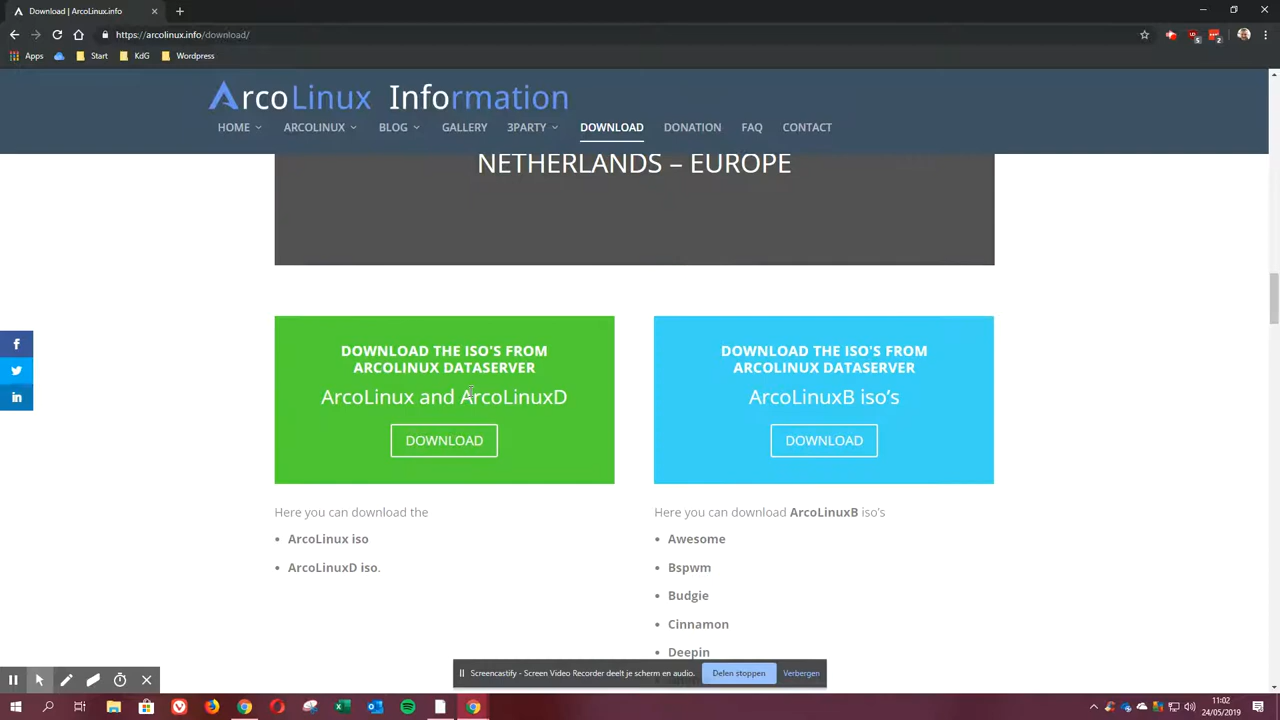 Download | ArcoLinux.info
https://arcolinux.info/download/
Apps
Start
KdG
Wordpress
ArcoLinux Information
HOME
ARCOLINUX
BLOG
GALLERY
3PARTY
DOWNLOAD
DONATION
FAQ
CONTACT
NETHERLANDS – EUROPE
DOWNLOAD THE ISO'S FROM
ARCOLINUX DATASERVER
ArcoLinux and ArcoLinuxD
DOWNLOAD
Here you can download the
• ArcoLinux iso
• ArcoLinuxD iso.
DOWNLOAD THE ISO'S FROM
ARCOLINUX DATASERVER
ArcoLinuxB iso’s
DOWNLOAD
Here you can download ArcoLinuxB iso’s
• Awesome
• Bspwm
• Budgie
• Cinnamon
• Deepin
Screencastify - Screen Video Recorder deelt je scherm en audio.
Delen stoppen
Verbergen
11:02
24/05/2019